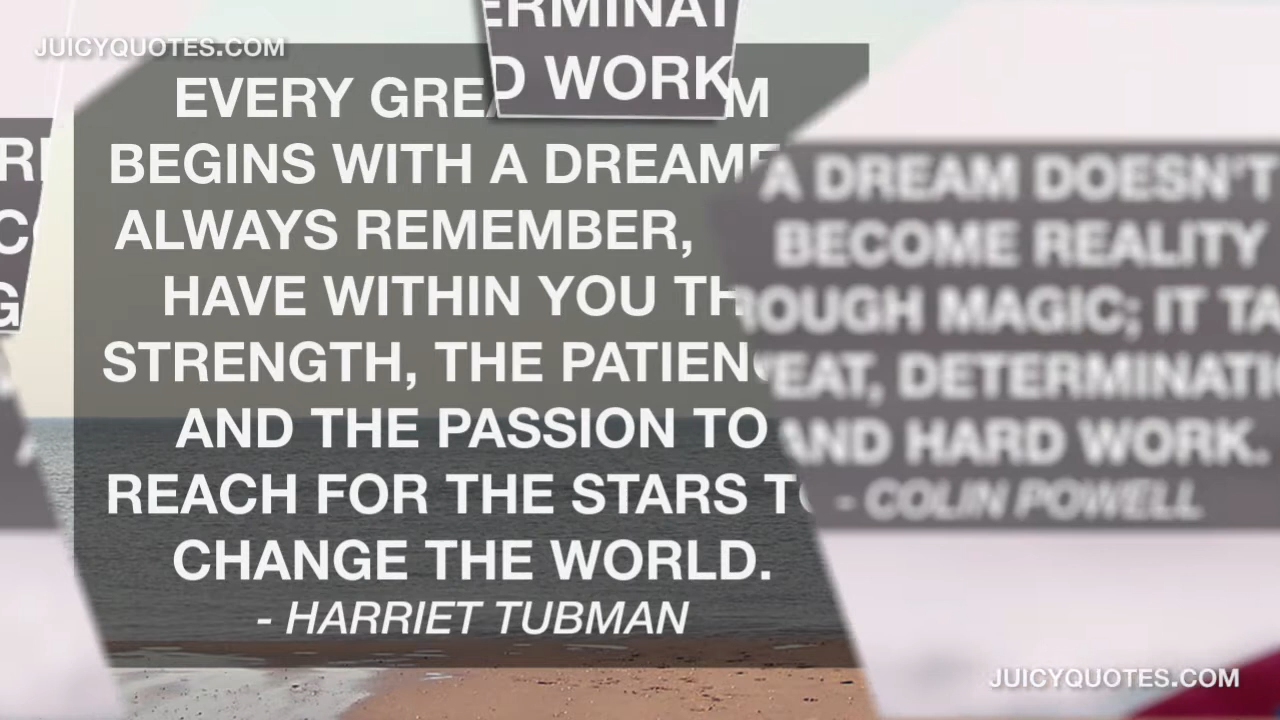 JUICYQUOTES.COM
ERMINAT
D WORK
EVERY GREA M
BEGINS WITH A DREAME
ALWAYS REMEMBER,
HAVE WITHIN YOU TH
STRENGTH, THE PATIENC
AND THE PASSION TO
REACH FOR THE STARS TO
CHANGE THE WORLD.
- HARRIET TUBMAN
A DREAM DOESN'T
BECOME REALITY
ROUGH MAGIC; IT TA
EAT, DETERMINATI
AND HARD WORK.
- COLIN POWELL
JUICYQUOTES.COM